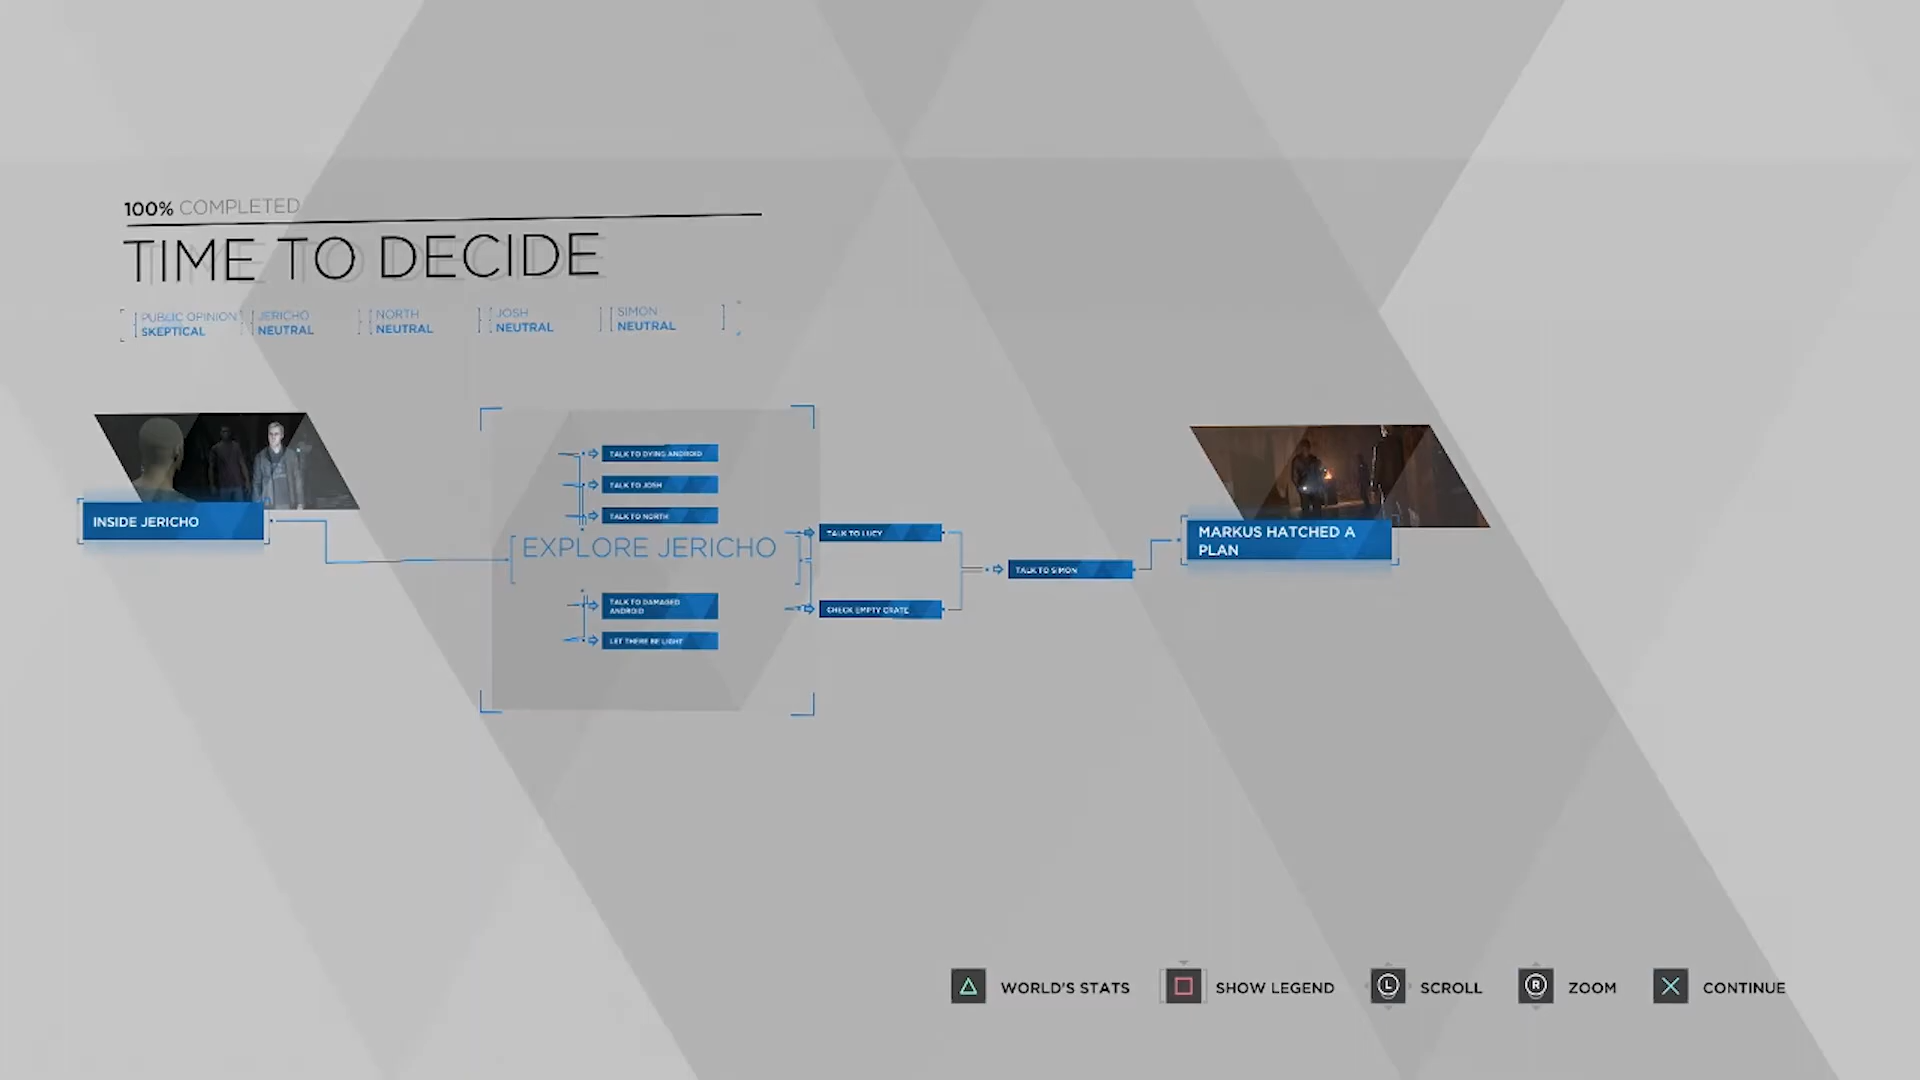 100% COMPLETED
TIME TO DECIDE
PUBLIC OPINION
SKEPTICAL
JERICHO
NEUTRAL
NORTH
NEUTRAL
JOSH
NEUTRAL
SIMON
NEUTRAL
INSIDE JERICHO
TALK TO DYING ANDROID
TALK TO JOSH
TALK TO NORTH
EXPLORE JERICHO
TALK TO DAMAGED
ANDROID
LET THERE BE LIGHT
TALK TO LUCY
CHECK EMPTY CRATE
TALK TO SIMON
MARKUS HATCHED A
PLAN
WORLD'S STATS
SHOW LEGEND
L SCROLL
R ZOOM
CONTINUE